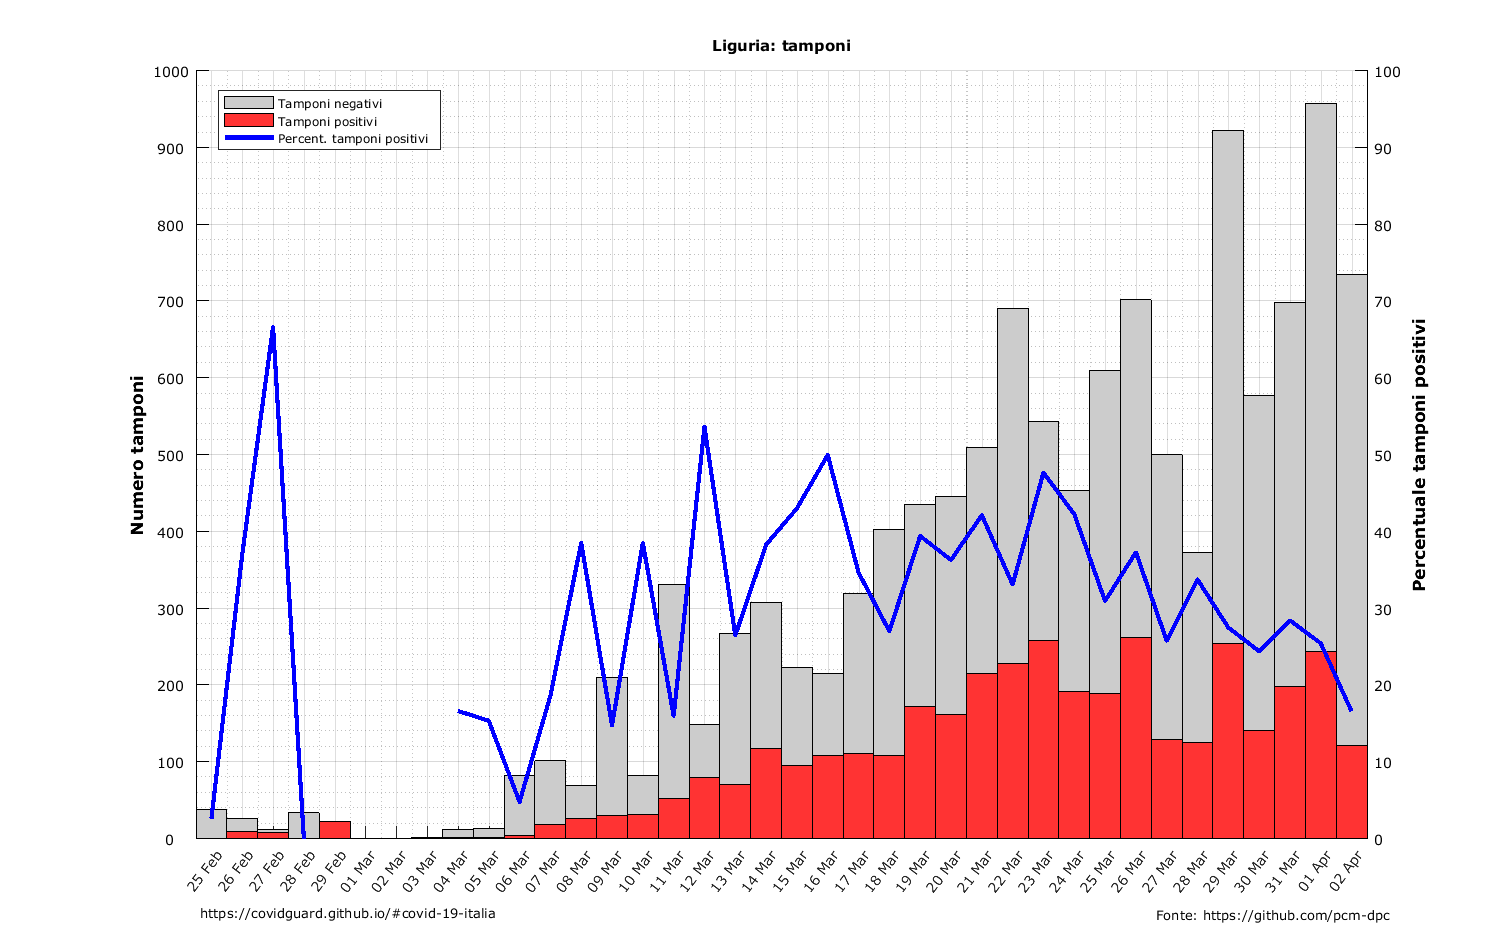 Liguria: tamponi
Tamponi negativi
Tamponi positivi
Percent. tamponi positivi
Numero tamponi
1000
900
800
700
600
500
400
300
200
100
0
Percentuale tamponi positivi
100
90
80
70
60
50
40
30
20
10
0
25 Feb
26 Feb
27 Feb
28 Feb
29 Feb
01 Mar
02 Mar
03 Mar
04 Mar
05 Mar
06 Mar
07 Mar
08 Mar
09 Mar
10 Mar
11 Mar
12 Mar
13 Mar
14 Mar
15 Mar
16 Mar
17 Mar
18 Mar
19 Mar
20 Mar
21 Mar
22 Mar
23 Mar
24 Mar
25 Mar
26 Mar
27 Mar
28 Mar
29 Mar
30 Mar
31 Mar
01 Apr
02 Apr
https://covidguard.github.io/#covid-19-italia
Fonte: https://github.com/pcm-dpc